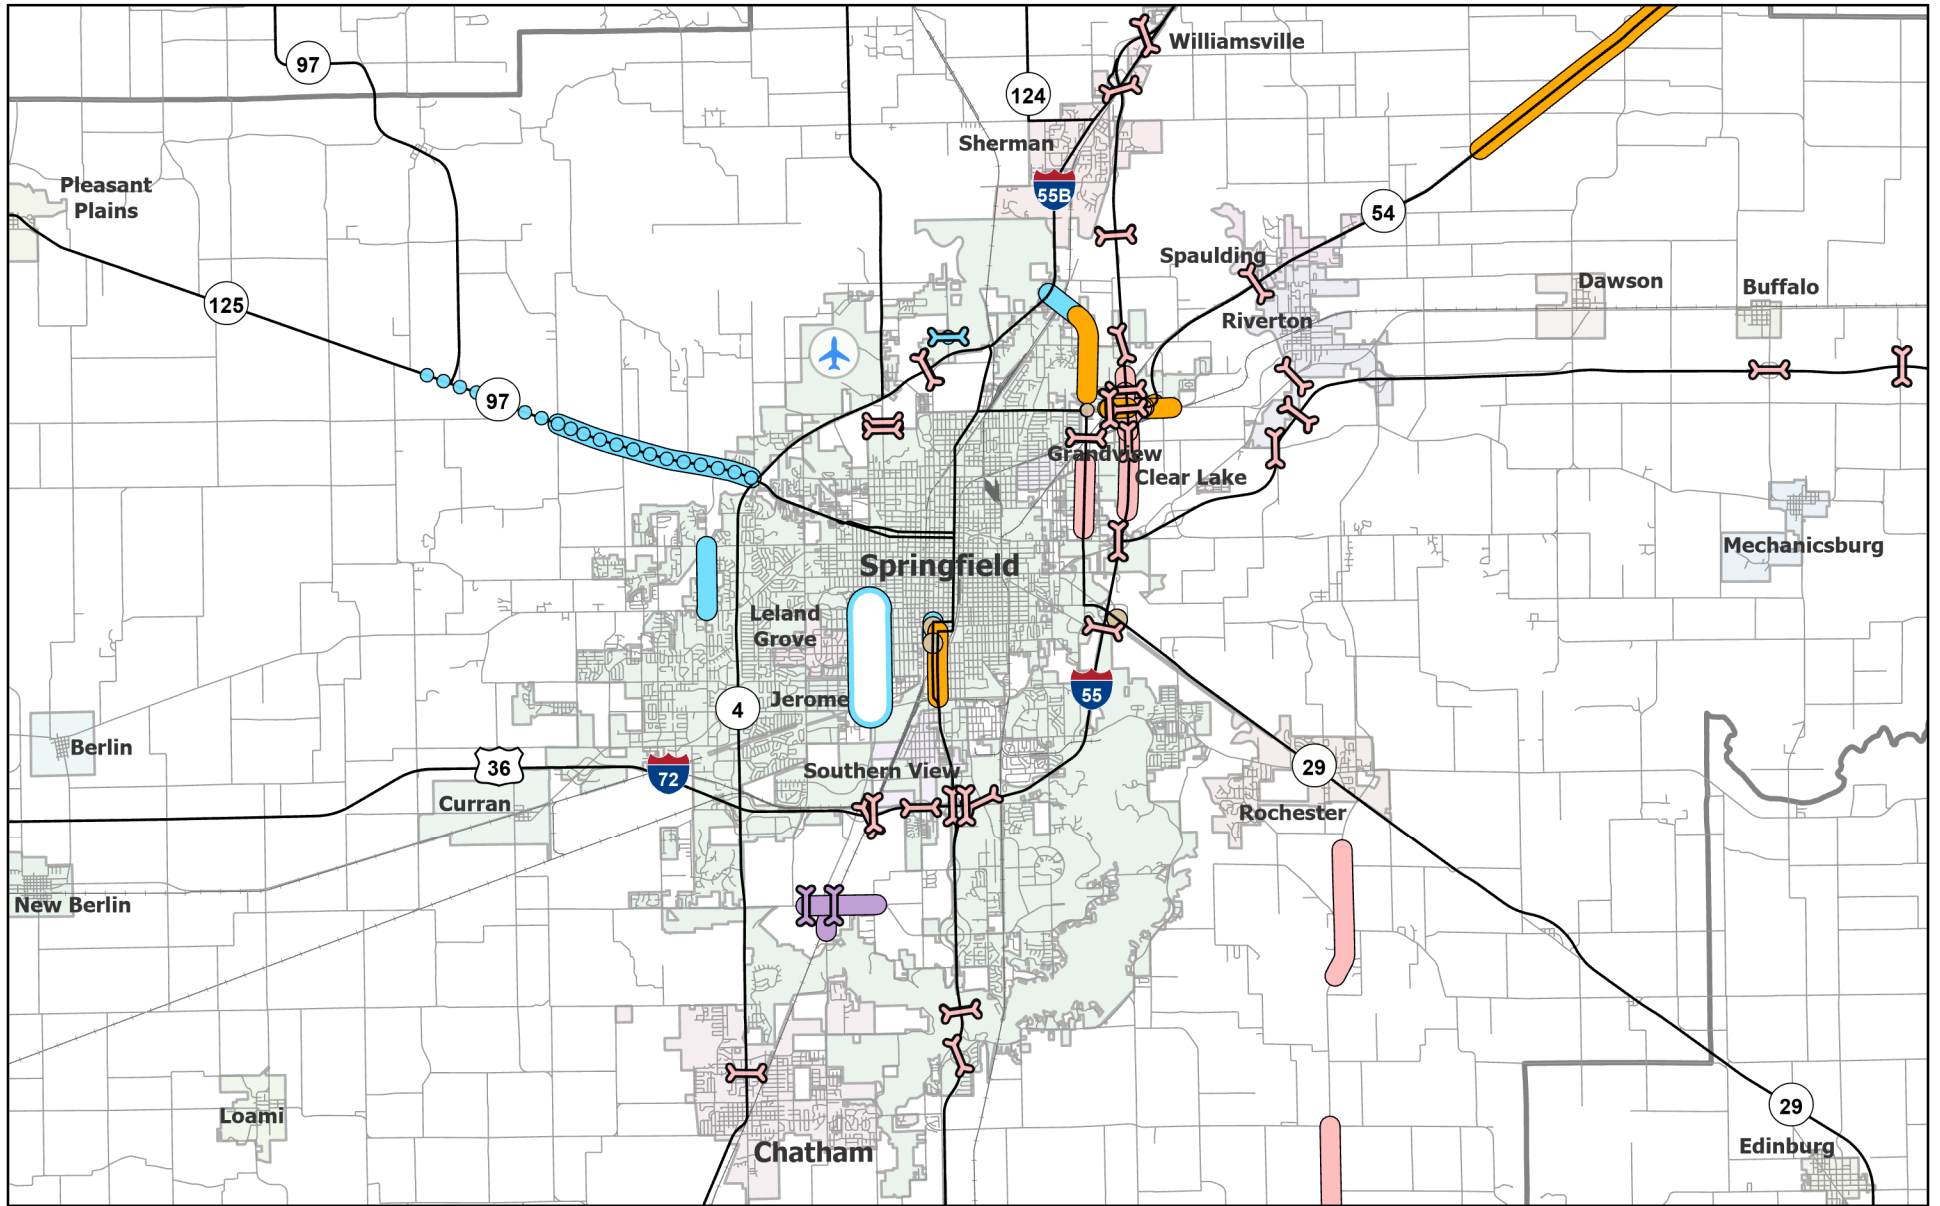 Williamsville
97
124
Sherman
55B
Pleasant
Plains
54
Spaulding
Dawson
Buffalo
125
Riverton
97
Grandview
Clear Lake
Mechanicsburg
Springfield
Leland
Grove
Jerome
55
4
Berlin
36
72
Southern View
29
Curran
Rochester
New Berlin
Loami
29
Edinburg
Chatham